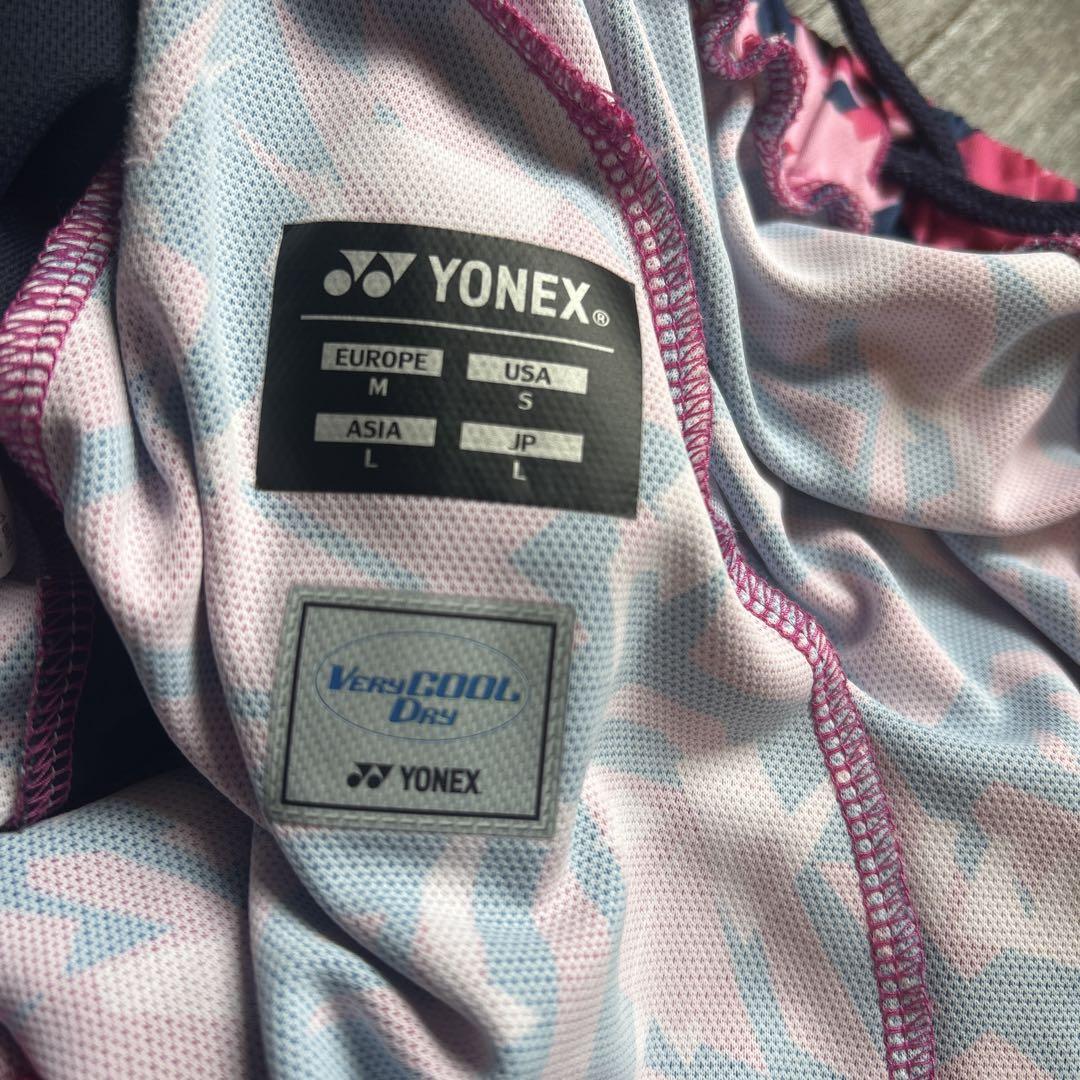 YONEX®
EUROPE USA
M S
ASIA JP
L L
VERY COOL
DRY
YONEX